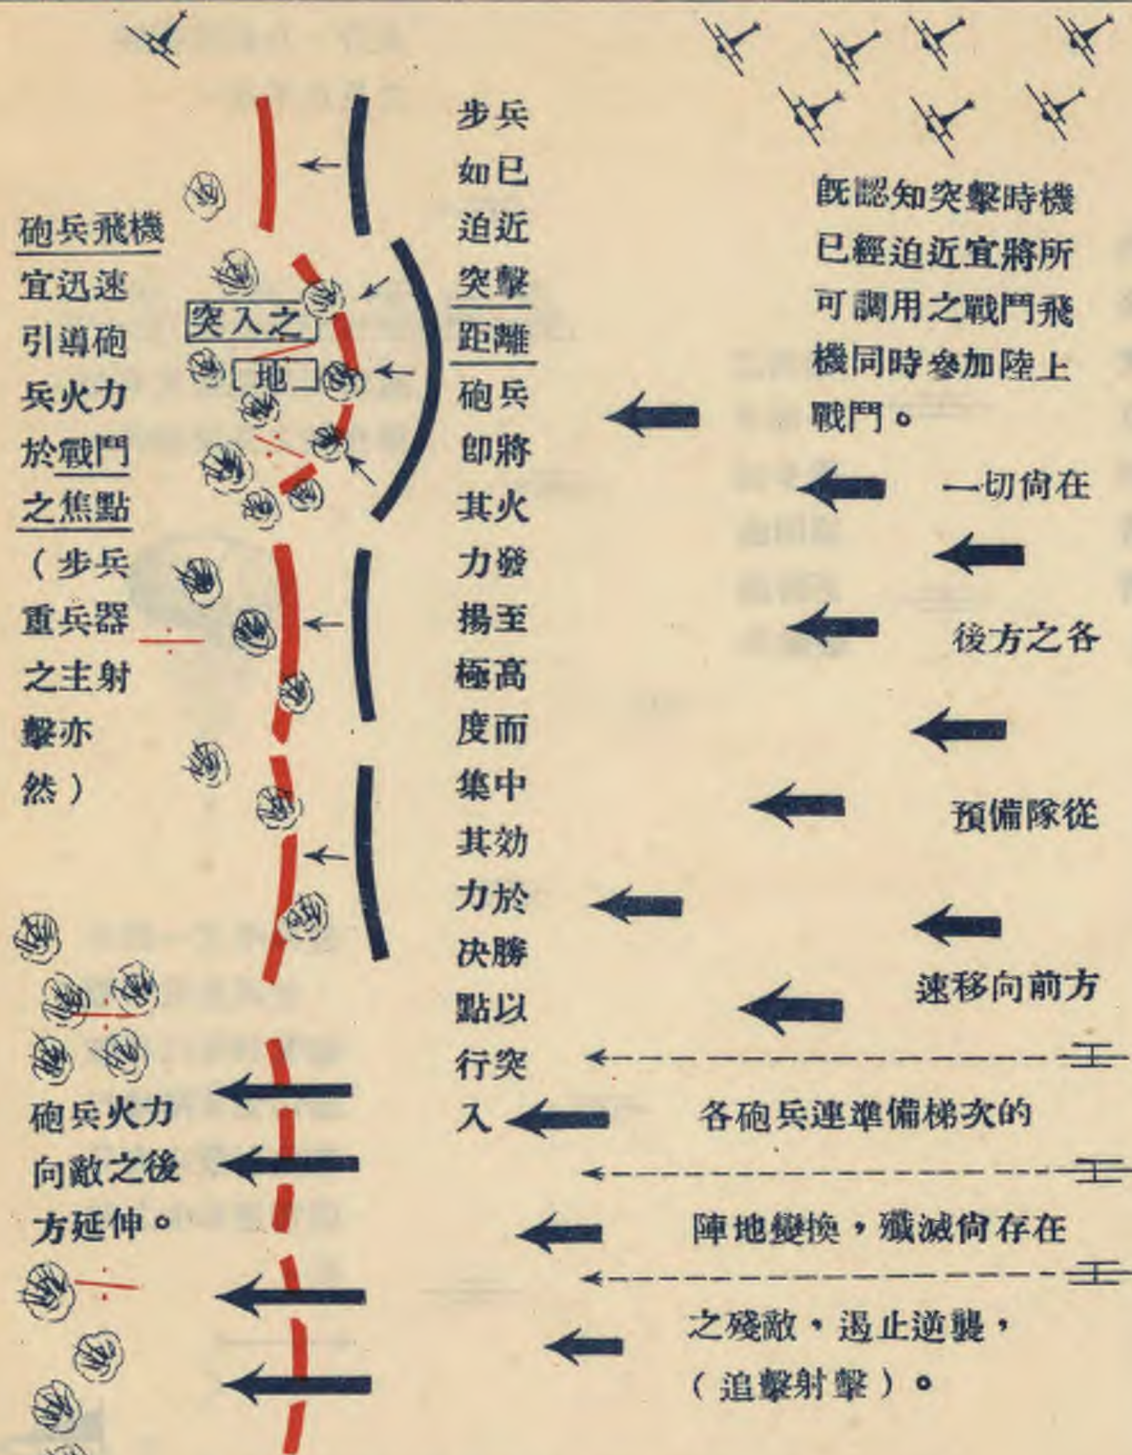 砲兵飛機
宜迅速
引導砲
兵火力
於戰鬥
之焦點
（步兵
重兵器
之主射
擊亦
然）
突入之
地
步兵
如已
迫近
突擊
距離
砲兵
卽將
其火
力發
揚至
極高
度而
集中
其効
力於
決勝
點以
行突
入
既認知突擊時機
已經迫近宜將所
可調用之戰鬥飛
機同時參加陸上
戰鬥。
一切尙在
後方之各
預備隊從
速移向前方
砲兵火力
向敵之後
方延伸。
各砲兵連準備梯次的
陣地變換，殲滅尙存在
之殘敵，遏止逆襲，
（追擊射擊）。